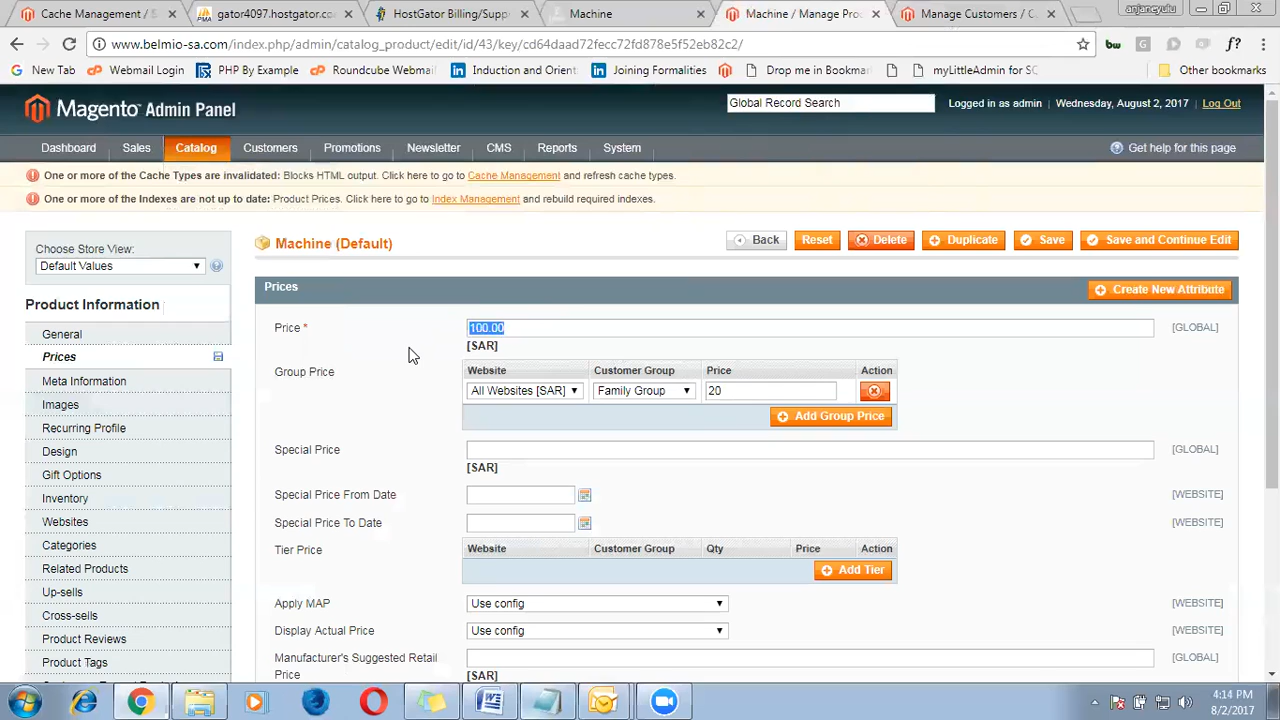 Cache Management /
gator4097.hostgator.co
HostGator Billing/Supp
Machine
Machine / Manage Pro
Manage Customers / C
anjaneyulu
www.belmio-sa.com/index.php/admin/catalog_product/edit/id/43/key/cd64daad72fecc72fd878e5f52eb82c2/
New Tab
Webmail Login
PHP By Example
Roundcube Webmai
Induction and Orient
Joining Formalities
Drop me in Bookmar
myLittleAdmin for SC
Other bookmarks
Magento Admin Panel
Global Record Search
Logged in as admin | Wednesday, August 2, 2017 | Log Out
Dashboard Sales Catalog Customers Promotions Newsletter CMS Reports System
Get help for this page
One or more of the Cache Types are invalidated: Blocks HTML output. Click here to go to Cache Management and refresh cache types.
One or more of the Indexes are not up to date: Product Prices. Click here to go to Index Management and rebuild required indexes.
Choose Store View:
Default Values
Product Information
General
Prices
Meta Information
Images
Recurring Profile
Design
Gift Options
Inventory
Websites
Categories
Related Products
Up-sells
Cross-sells
Product Reviews
Product Tags
Machine (Default)
Back Reset Delete Duplicate Save Save and Continue Edit
Prices
Create New Attribute
Price * 100.00 [GLOBAL]
[SAR]
Group Price
Website Customer Group Price Action
All Websites [SAR] Family Group 20
Add Group Price
Special Price [GLOBAL]
[SAR]
Special Price From Date [WEBSITE]
Special Price To Date [WEBSITE]
Tier Price
Website Customer Group Qty Price Action
Add Tier
Apply MAP Use config [WEBSITE]
Display Actual Price Use config [WEBSITE]
Manufacturer's Suggested Retail [GLOBAL]
Price [SAR]
4:14 PM
8/2/2017